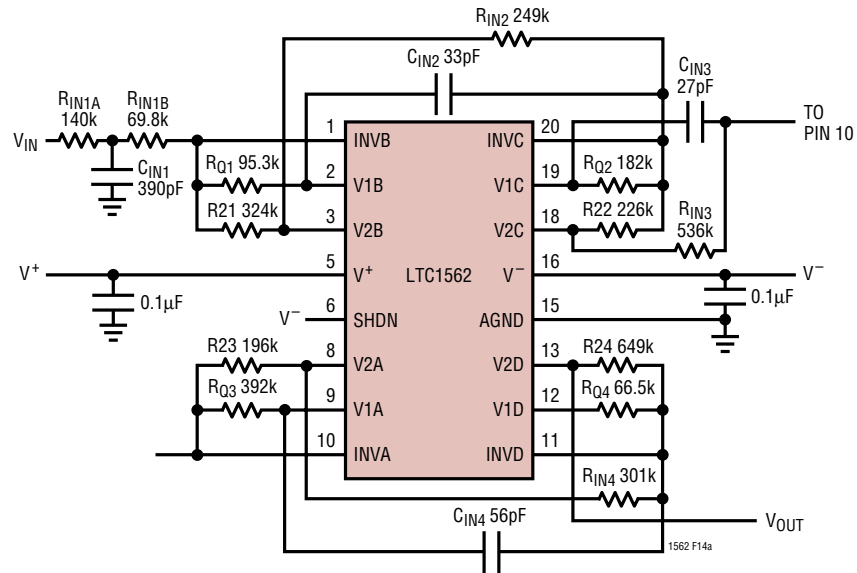 RIN2 249k
CIN2 33pF
CIN3
27pF
RIN1A
140k
RIN1B
69.8k
TO
PIN 10
VIN
CIN1
390pF
1
INVB
INVC
20
RQ1 95.3k
2
V1B
V1C
19
RQ2 182k
R21 324k
3
V2B
V2C
18
R22 226k
RIN3
536k
V+
5
V+
LTC1562
V–
16
V–
0.1µF
0.1µF
V–
6
SHDN
AGND
15
R23 196k
8
V2A
V2D
13
R24 649k
RQ3 392k
9
V1A
V1D
12
RQ4 66.5k
10
INVA
INVD
11
RIN4 301k
CIN4 56pF
VOUT
1562 F14a